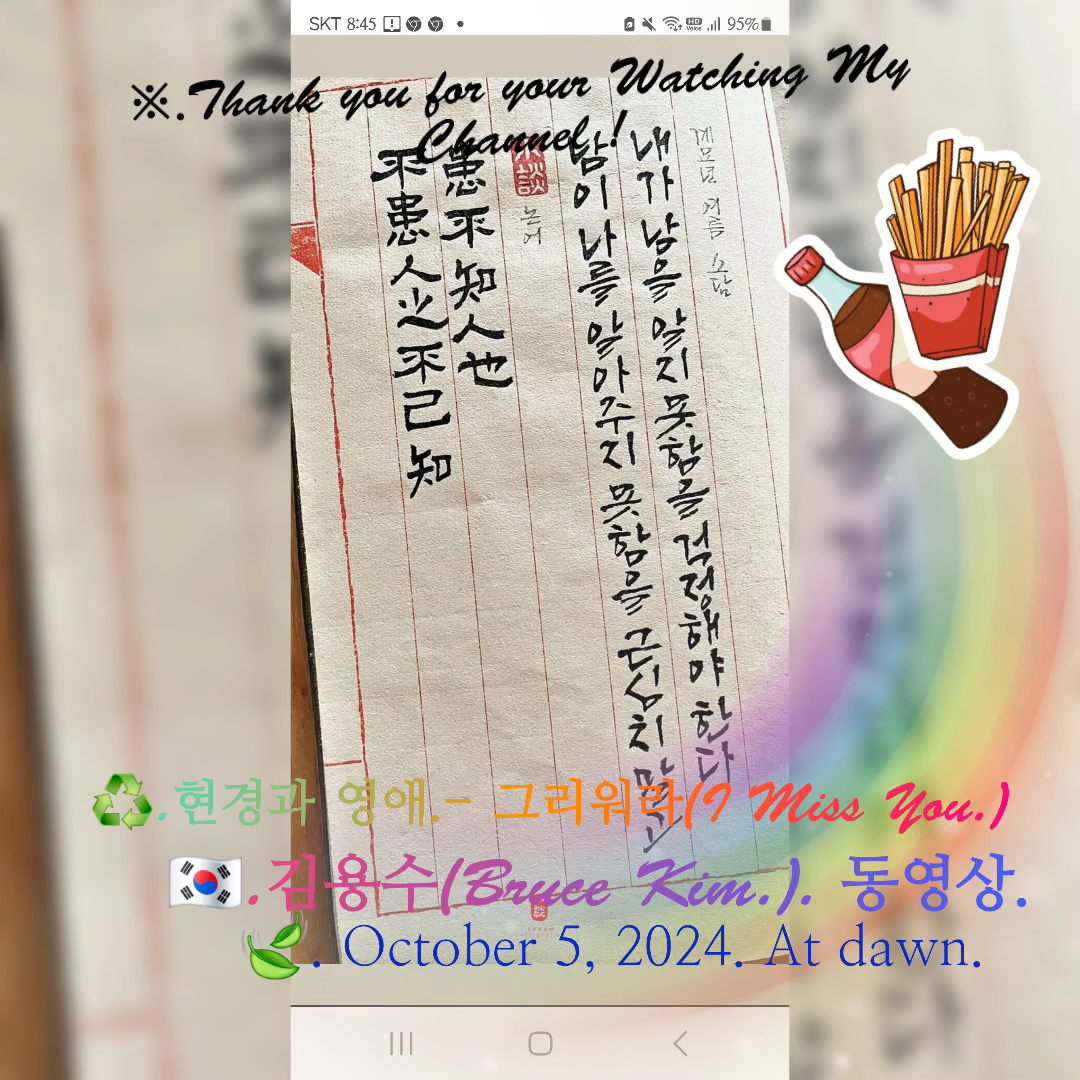 SKT 8:45
HD Voice 95%
※.Thank you for your Watching My
Channel.!
不患人之不己知
患不知人也
談
논어
남이 나를 알아주지 못함을 근심치 말고
내가 남을 알지 못함을 걱정해야 한다
계묘년 여름 소담
♻️.현경과 영애.- 그리워라(I Miss You.)
🇰🇷.김용수(Bruce Kim.). 동영상.
🍃. October 5, 2024. At dawn.